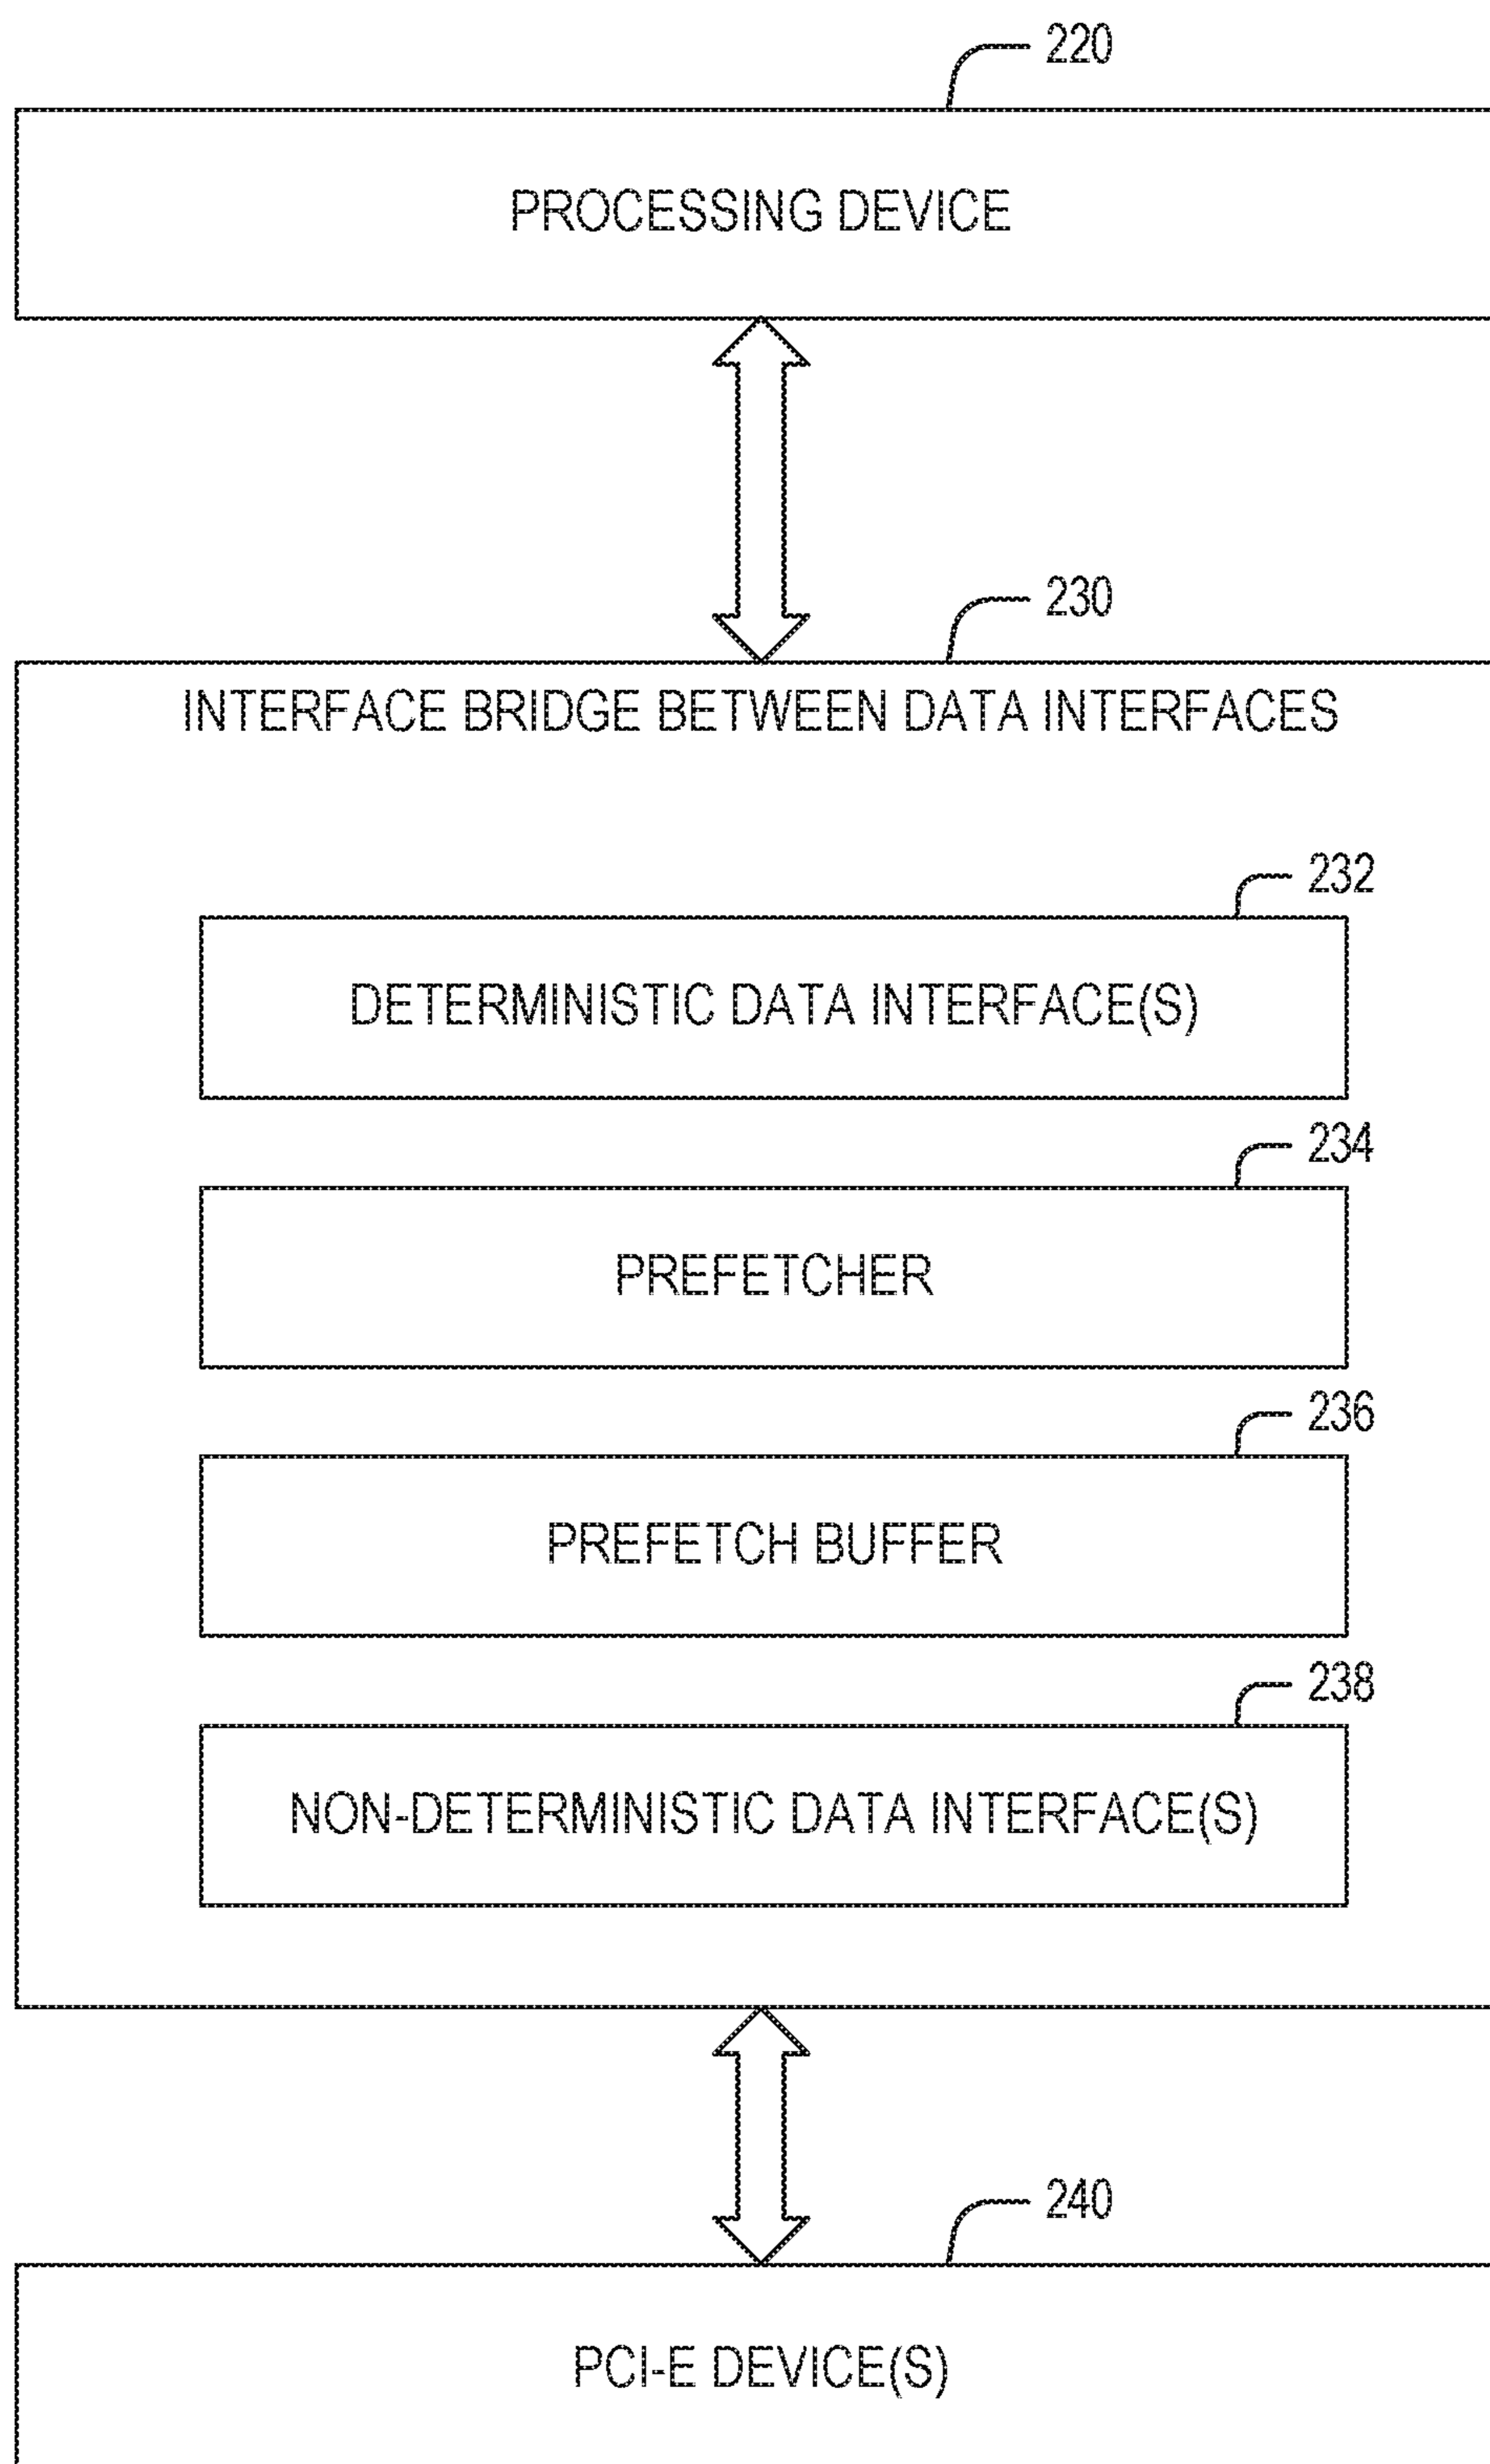 220
PROCESSING DEVICE
230
INTERFACE BRIDGE BETWEEN DATA INTERFACES
232
DETERMINISTIC DATA INTERFACE(S)
234
PREFETCHER
236
PREFETCH BUFFER
238
NON-DETERMINISTIC DATA INTERFACE(S)
240
PCI-E DEVICE(S)